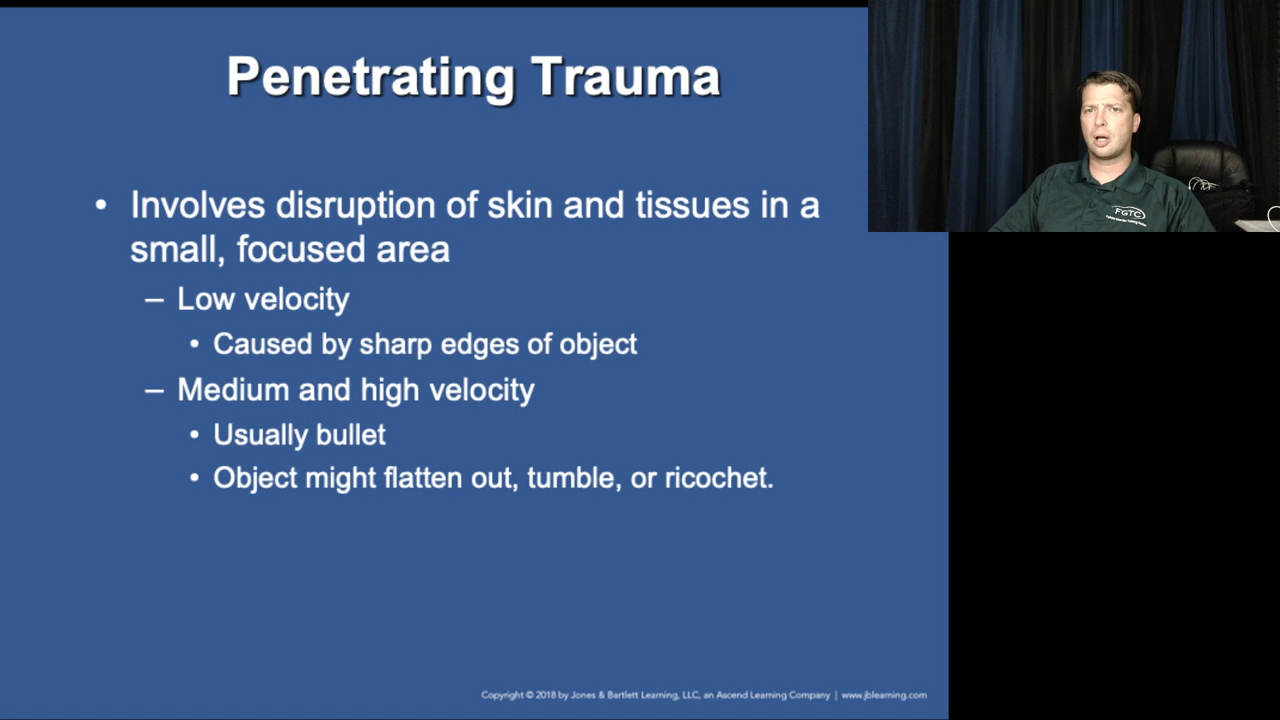 Penetrating Trauma
• Involves disruption of skin and tissues in a
small, focused area
– Low velocity
• Caused by sharp edges of object
– Medium and high velocity
• Usually bullet
• Object might flatten out, tumble, or ricochet.
Copyright © 2018 by Jones & Bartlett Learning, LLC, an Ascend Learning Company | www.jblearning.com
FGTC